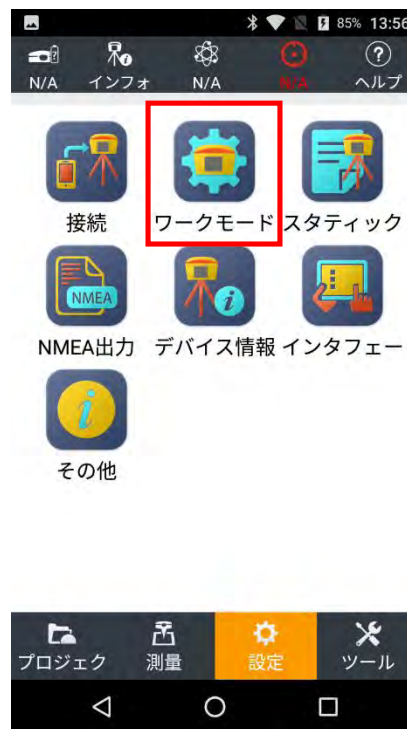 85% 13:56
N/A インフォ N/A N/A ヘルプ
接続 ワークモード スタティック
NMEA
NMEA出力 デバイス情報 インタフェー
その他
プロジェク 測量 設定 ツール